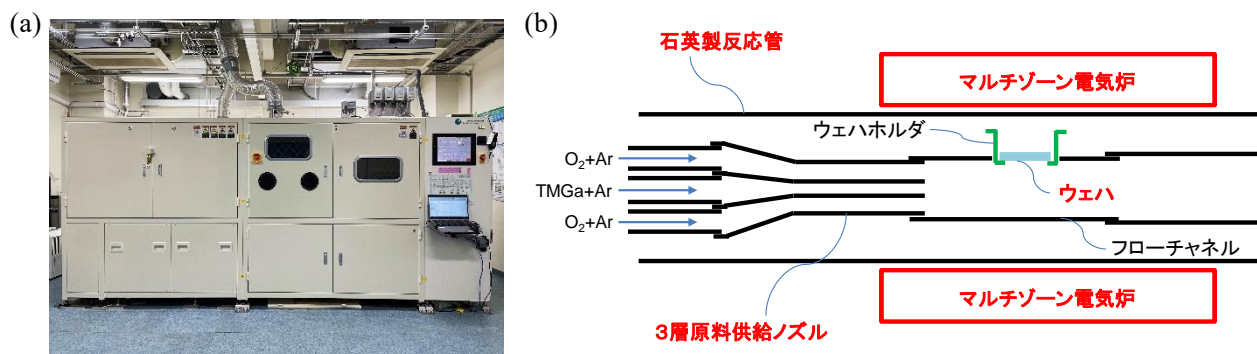 (a)
(b)
石英製反応管
マルチゾーン電気炉
ウェハホルダ
O₂+Ar
TMGa+Ar
ウェハ
O₂+Ar
フローチャネル
マルチゾーン電気炉
3層原料供給ノズル